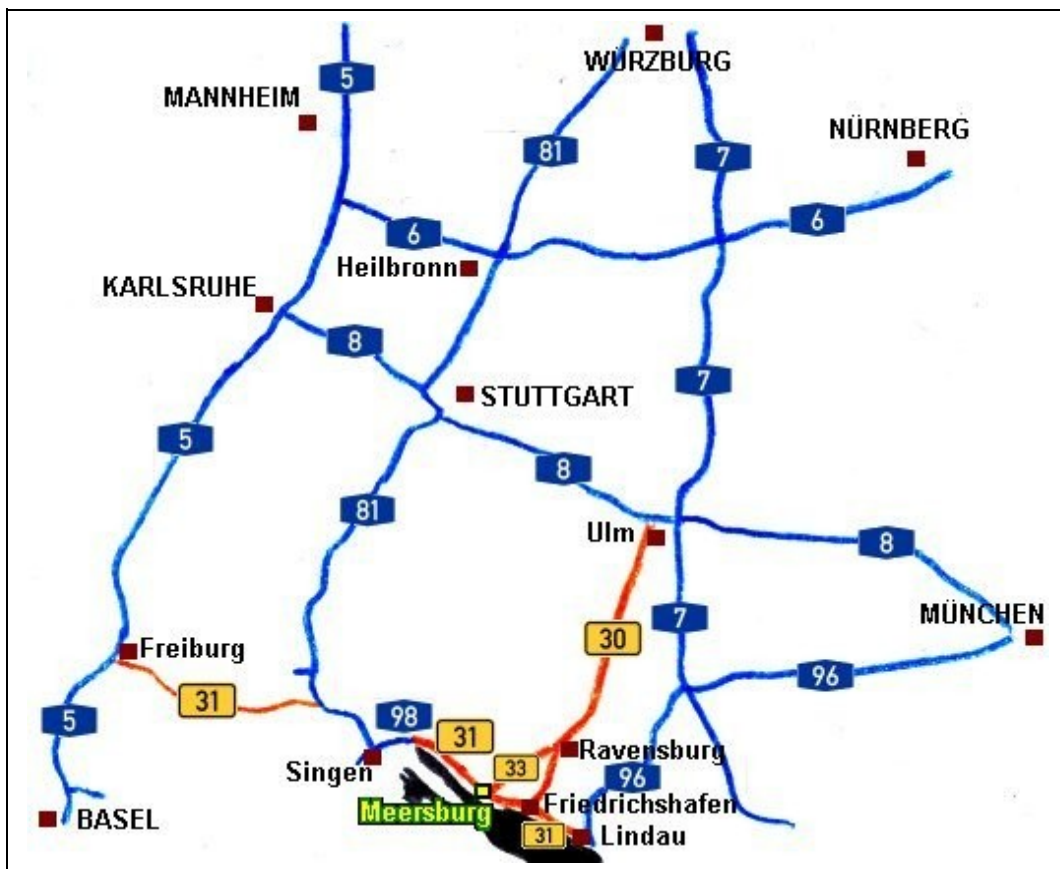 WÜRZBURG
5
MANNHEIM
NÜRNBERG
81
7
6
6
Heilbronn
KARLSRUHE
8
7
STUTTGART
5
8
81
Ulm
8
7
MÜNCHEN
30
Freiburg
96
31
5
98
31
Ravensburg
Singen
33
96
Meersburg
Friedrichshafen
BASEL
31
Lindau